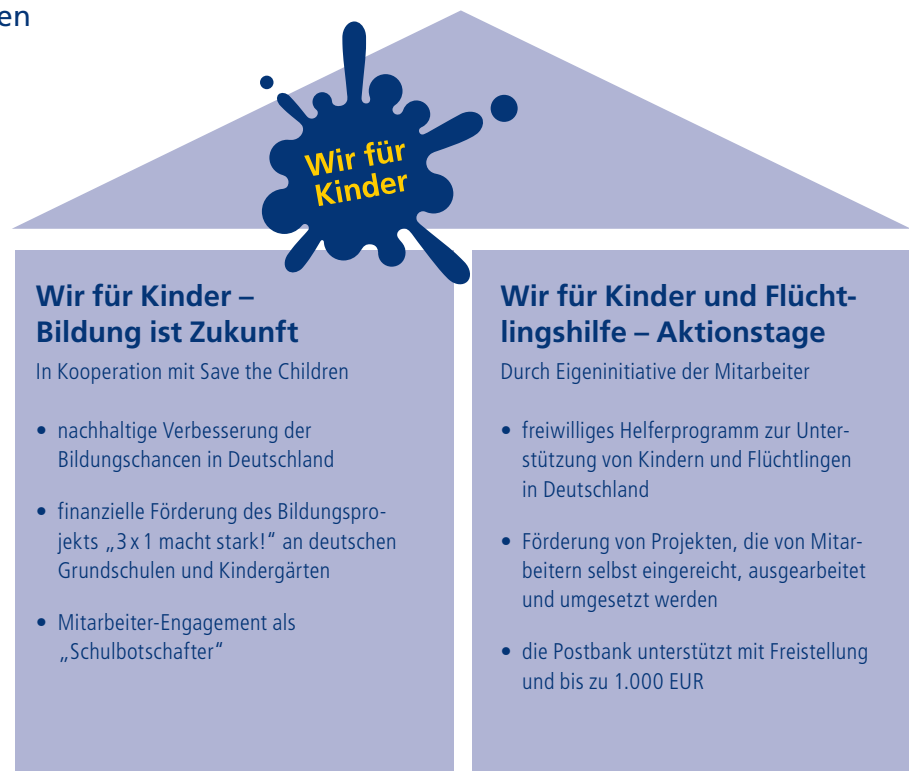 en
Wir für
Kinder
Wir für Kinder –
Bildung ist Zukunft
In Kooperation mit Save the Children
• nachhaltige Verbesserung der
Bildungschancen in Deutschland
• finanzielle Förderung des Bildungspro-
jekts „3 x 1 macht stark!“ an deutschen
Grundschulen und Kindergärten
• Mitarbeiter-Engagement als
„Schulbotschafter“
Wir für Kinder und Flücht-
lingshilfe – Aktionstage
Durch Eigeninitiative der Mitarbeiter
• freiwilliges Helferprogramm zur Unter-
stützung von Kindern und Flüchtlingen
in Deutschland
• Förderung von Projekten, die von Mitar-
beitern selbst eingereicht, ausgearbeitet
und umgesetzt werden
• die Postbank unterstützt mit Freistellung
und bis zu 1.000 EUR